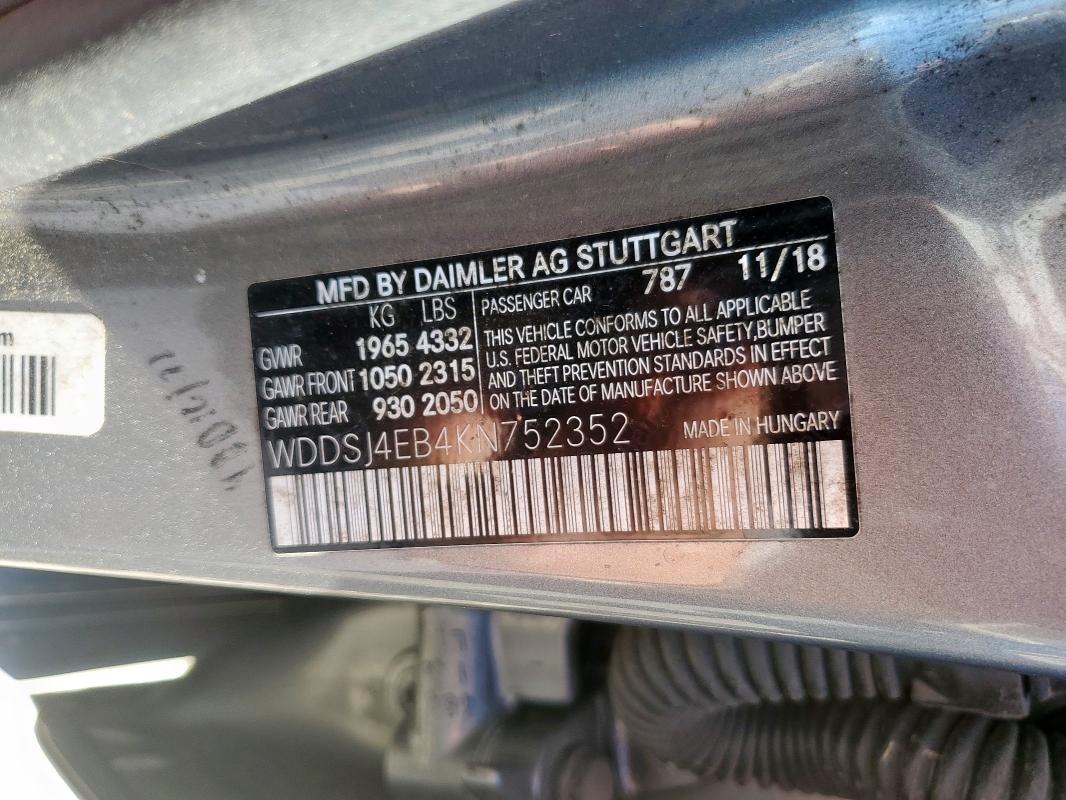 MFD BY DAIMLER AG STUTTGART
787 11/18
KG LBS
GVWR 1965 4332
GAWR FRONT 1050 2315
GAWR REAR 930 2050
PASSENGER CAR
THIS VEHICLE CONFORMS TO ALL APPLICABLE
U.S. FEDERAL MOTOR VEHICLE SAFETY,BUMPER
AND THEFT PREVENTION STANDARDS IN EFFECT
ON THE DATE OF MANUFACTURE SHOWN ABOVE
WDDSJ4EB4KN752352
MADE IN HUNGARY